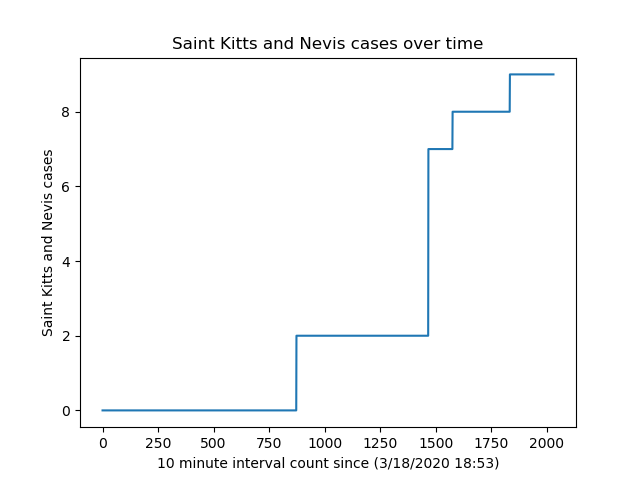 Saint Kitts and Nevis cases over time
Saint Kitts and Nevis cases
8
6
4
2
0
0 250 500 750 1000 1250 1500 1750 2000
10 minute interval count since (3/18/2020 18:53)